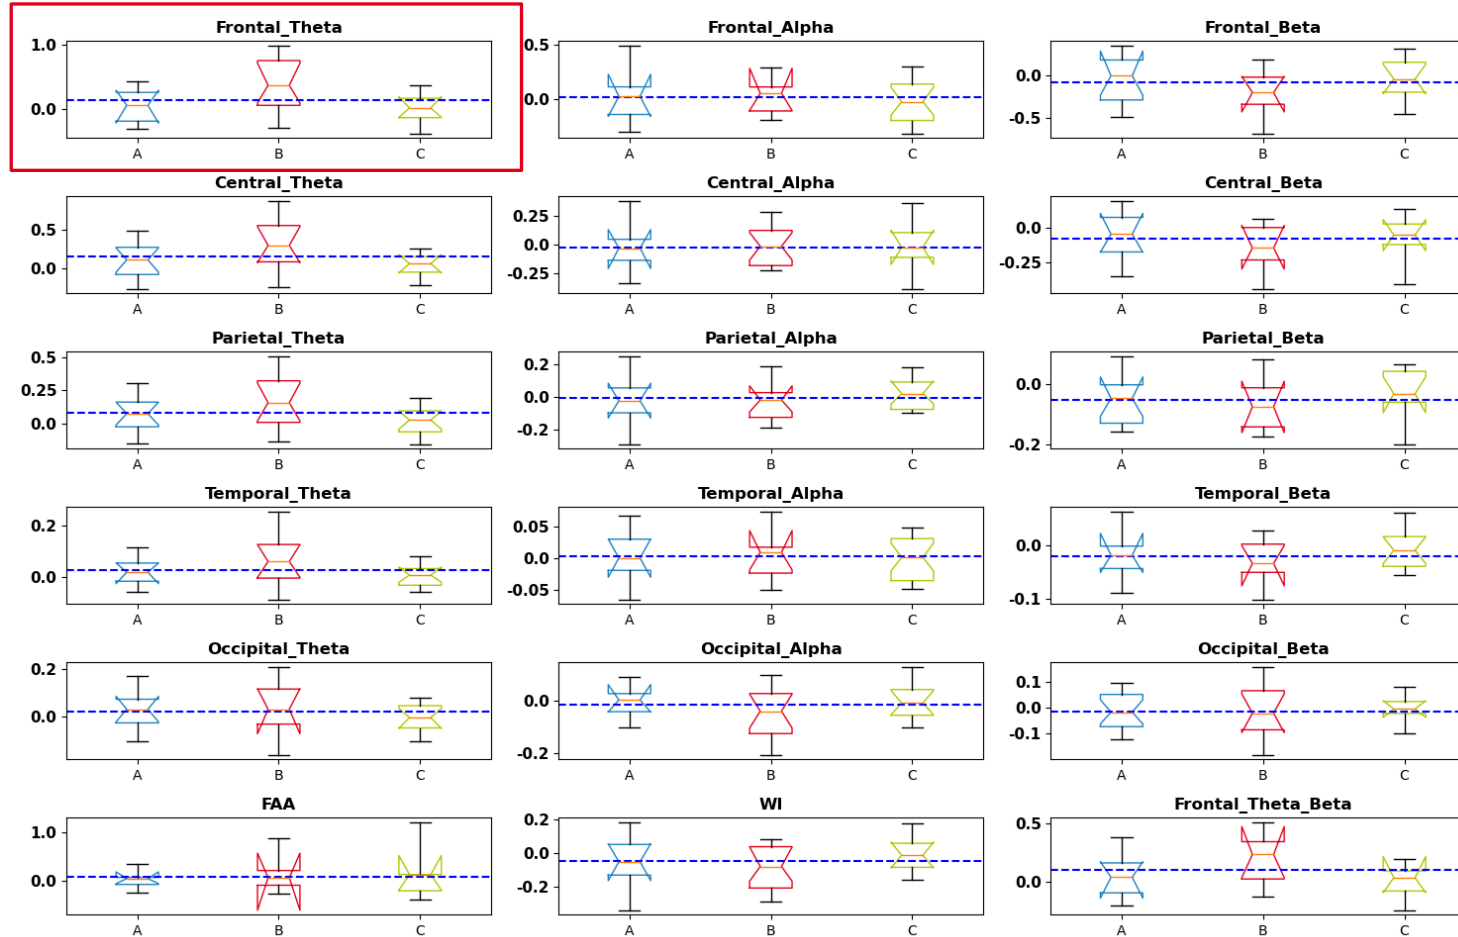 Frontal_Theta
1.0
0.0
A B C
Frontal_Alpha
0.5
0.0
A B C
Frontal_Beta
0.0
-0.5
A B C
Central_Theta
0.5
0.0
A B C
Central_Alpha
0.25
0.0
-0.25
A B C
Central_Beta
0.0
-0.25
A B C
Parietal_Theta
0.5
0.25
0.0
A B C
Parietal_Alpha
0.2
0.0
-0.2
A B C
Parietal_Beta
0.0
-0.2
A B C
Temporal_Theta
0.2
0.0
A B C
Temporal_Alpha
0.05
0.0
-0.05
A B C
Temporal_Beta
0.0
-0.1
A B C
Occipital_Theta
0.2
0.0
A B C
Occipital_Alpha
0.0
-0.2
A B C
Occipital_Beta
0.1
0.0
-0.1
A B C
FAA
1.0
0.0
A B C
WI
0.2
0.0
-0.2
A B C
Frontal_Theta_Beta
0.5
0.0
A B C